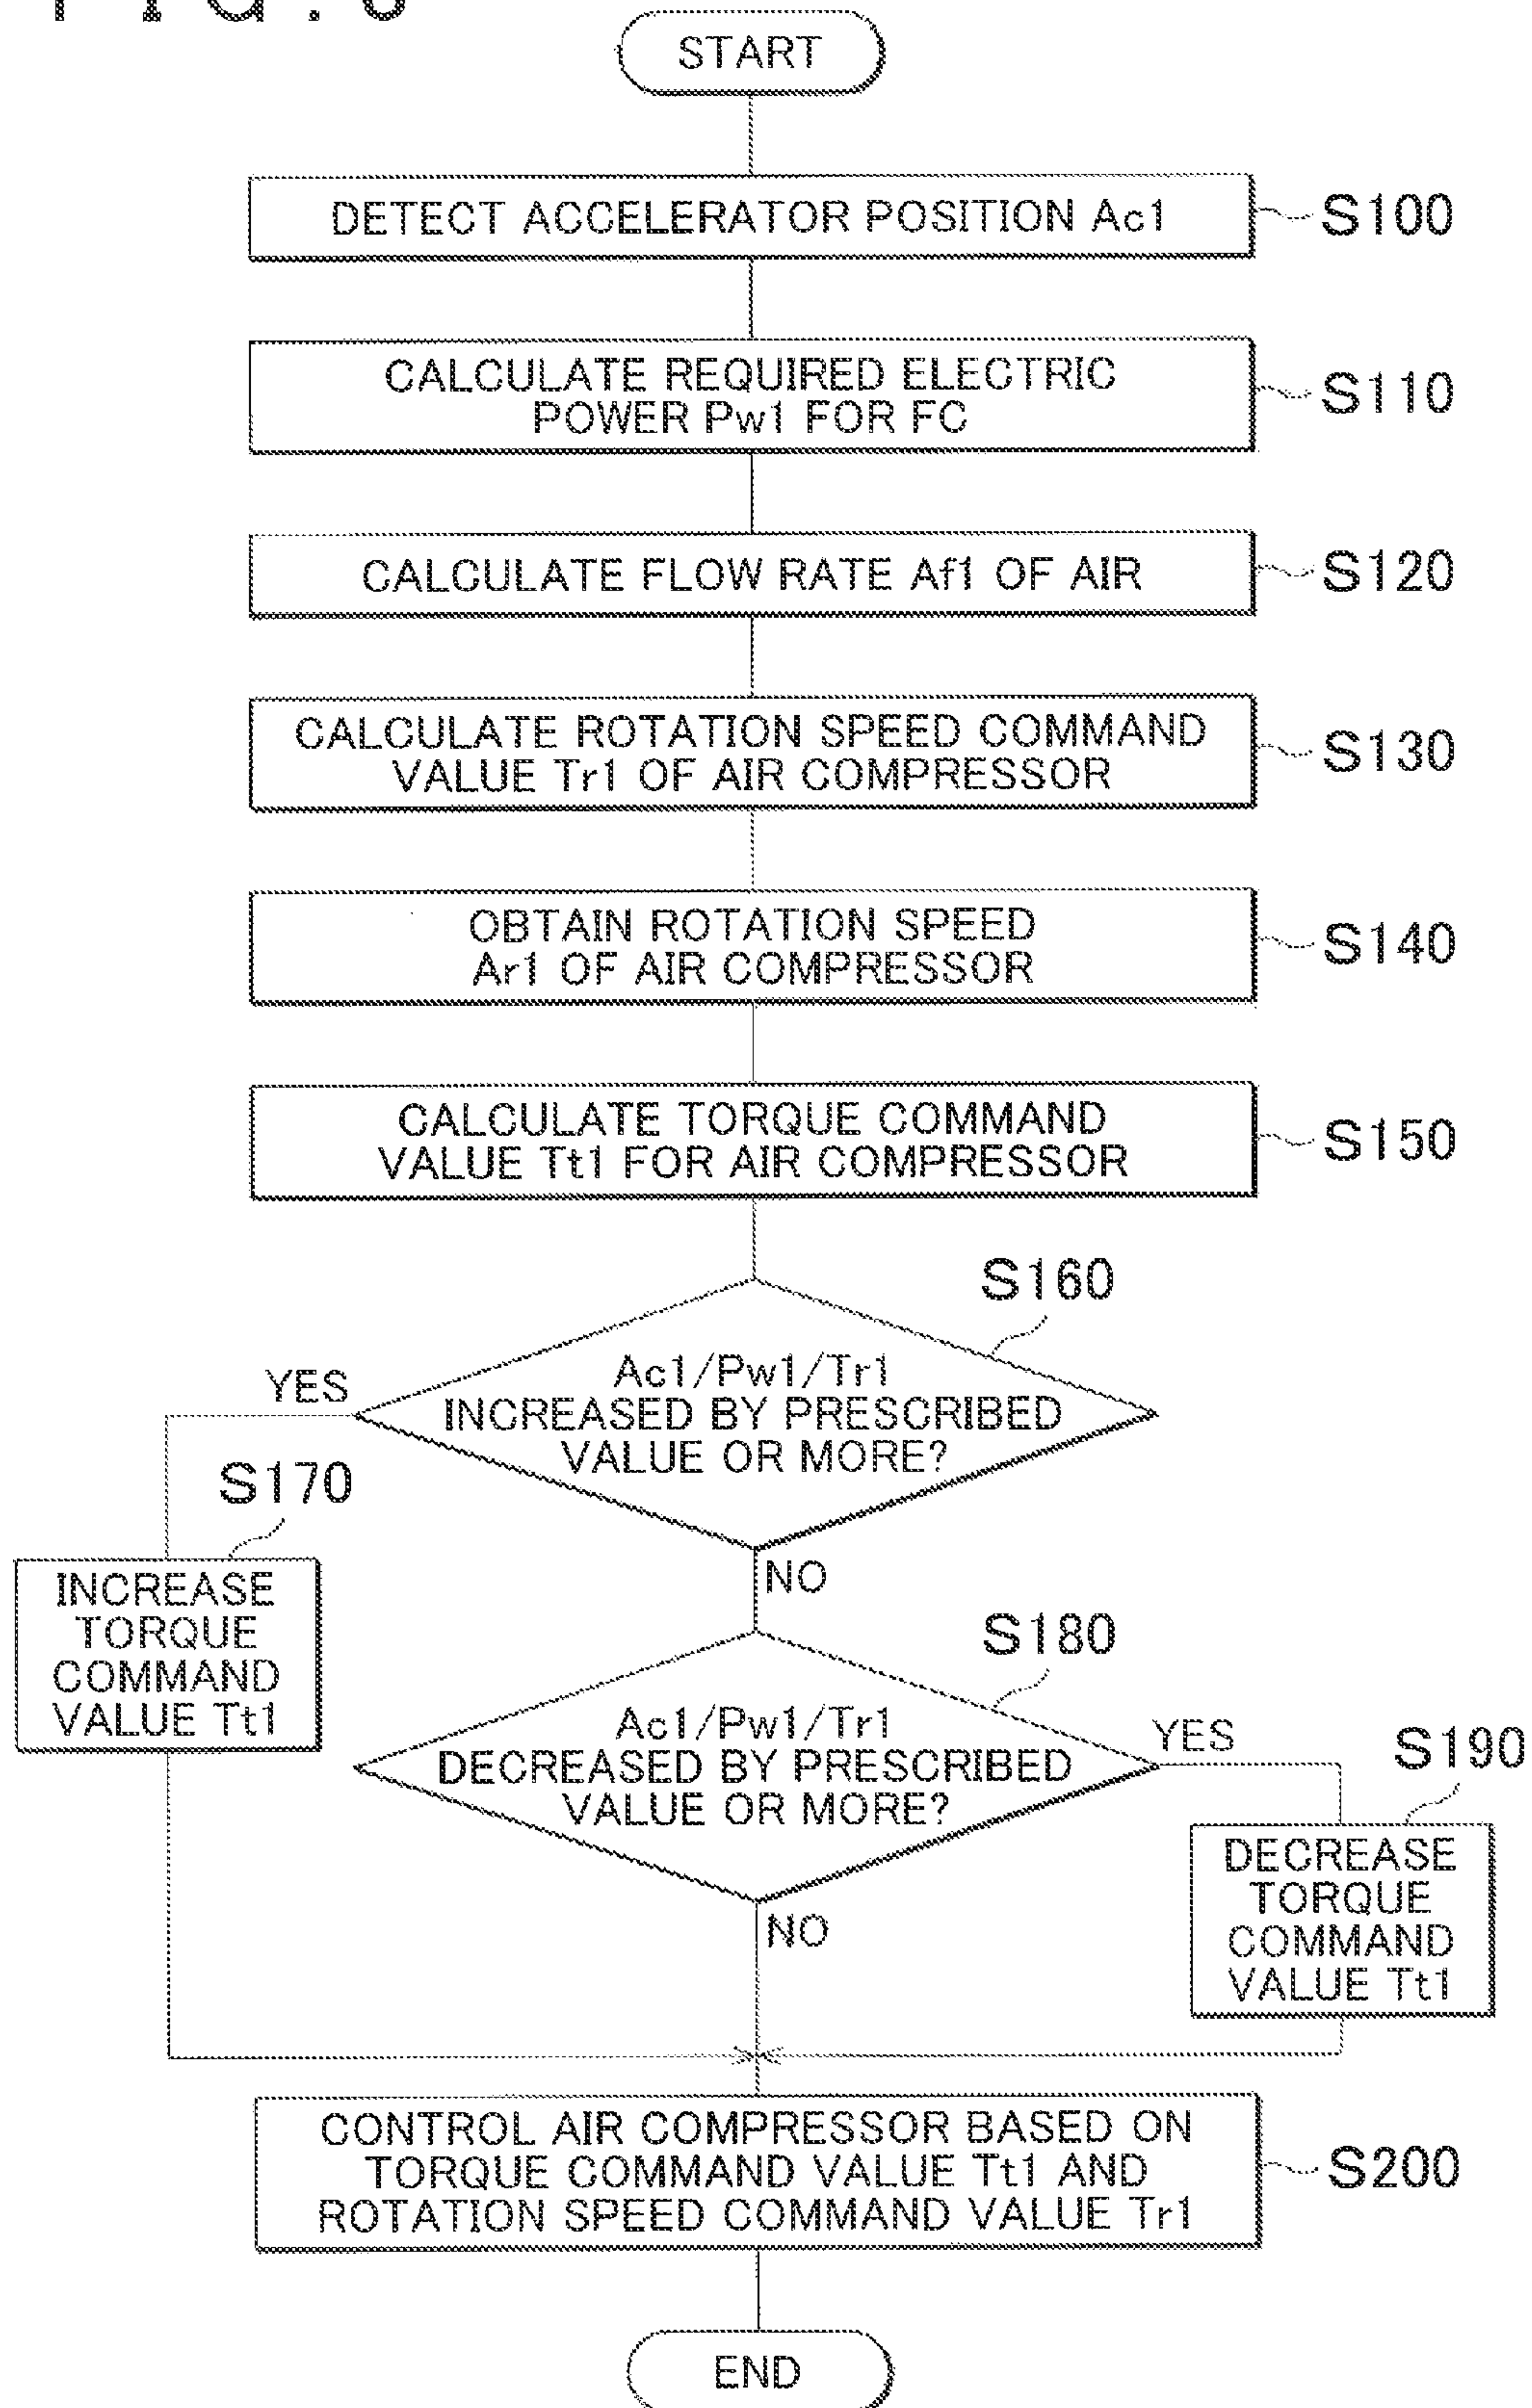 START
DETECT ACCELERATOR POSITION Ac1
S100
CALCULATE REQUIRED ELECTRIC
POWER Pw1 FOR FC
S110
CALCULATE FLOW RATE Af1 OF AIR
S120
CALCULATE ROTATION SPEED COMMAND
VALUE Tr1 OF AIR COMPRESSOR
S130
OBTAIN ROTATION SPEED
Ar1 OF AIR COMPRESSOR
S140
CALCULATE TORQUE COMMAND
VALUE Tt1 FOR AIR COMPRESSOR
S150
S160
Ac1/Pw1/Tr1
INCREASED BY PRESCRIBED
VALUE OR MORE?
YES
NO
S170
INCREASE
TORQUE
COMMAND
VALUE Tt1
S180
Ac1/Pw1/Tr1
DECREASED BY PRESCRIBED
VALUE OR MORE?
YES
NO
S190
DECREASE
TORQUE
COMMAND
VALUE Tt1
CONTROL AIR COMPRESSOR BASED ON
TORQUE COMMAND VALUE Tt1 AND
ROTATION SPEED COMMAND VALUE Tr1
S200
END